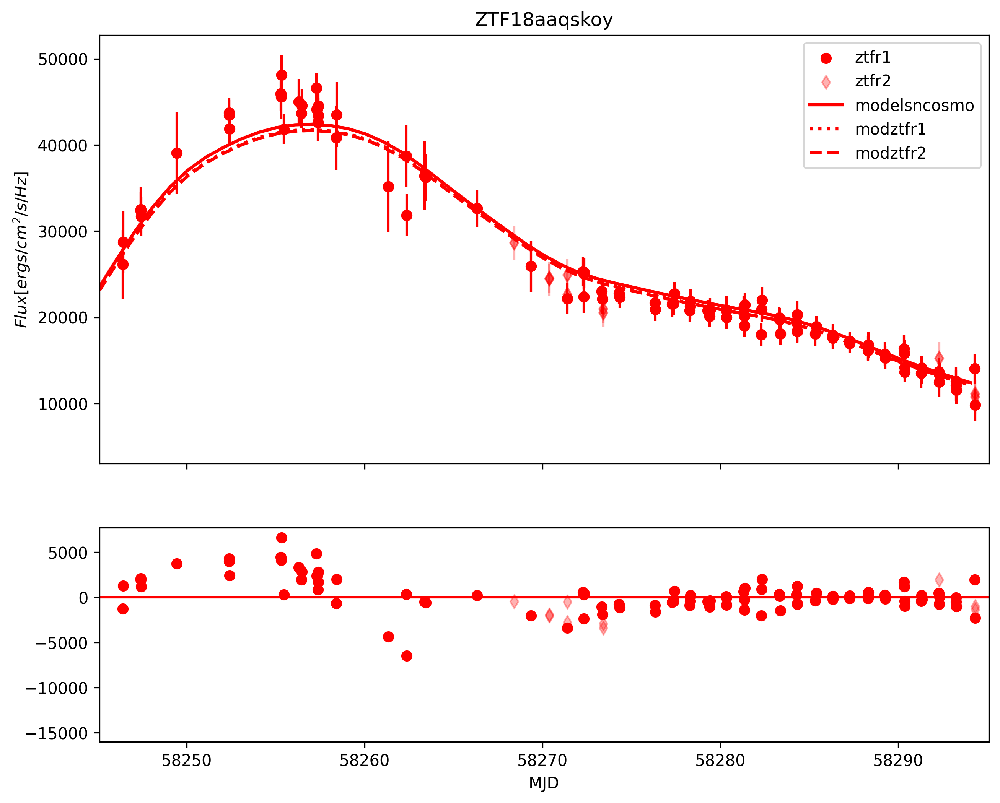 ZTF18aaqskoy
50000
40000
30000
20000
10000
Flux[ergs/cm²/s/Hz]
ztfr1
ztfr2
modelsncosmo
modztfr1
modztfr2
5000
0
−5000
−10000
−15000
58250 58260 58270 58280 58290
MJD